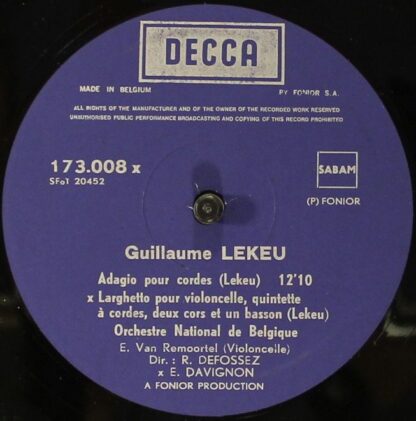 DECCA
MADE IN BELGIUM BY FONIOR S.A.
ALL RIGHTS OF THE MANUFACTURER AND OF THE OWNER OF THE RECORDED WORK RESERVED
UNAUTHORISED PUBLIC PERFORMANCE BROADCASTING AND COPYING OF THIS RECORD PROHIBITED
173.008 x
SFoT 20452
SABAM
(P) FONIOR
Guillaume LEKEU
Adagio pour cordes (Lekeu) 12'10
x Larghetto pour violoncelle, quintette
à cordes, deux cors et un basson (Lekeu)
Orchestre National de Belgique
E. Van Remoortel (Violoncelle)
Dir.: R. DEFOSSEZ
x E. DAVIGNON
A FONIOR PRODUCTION